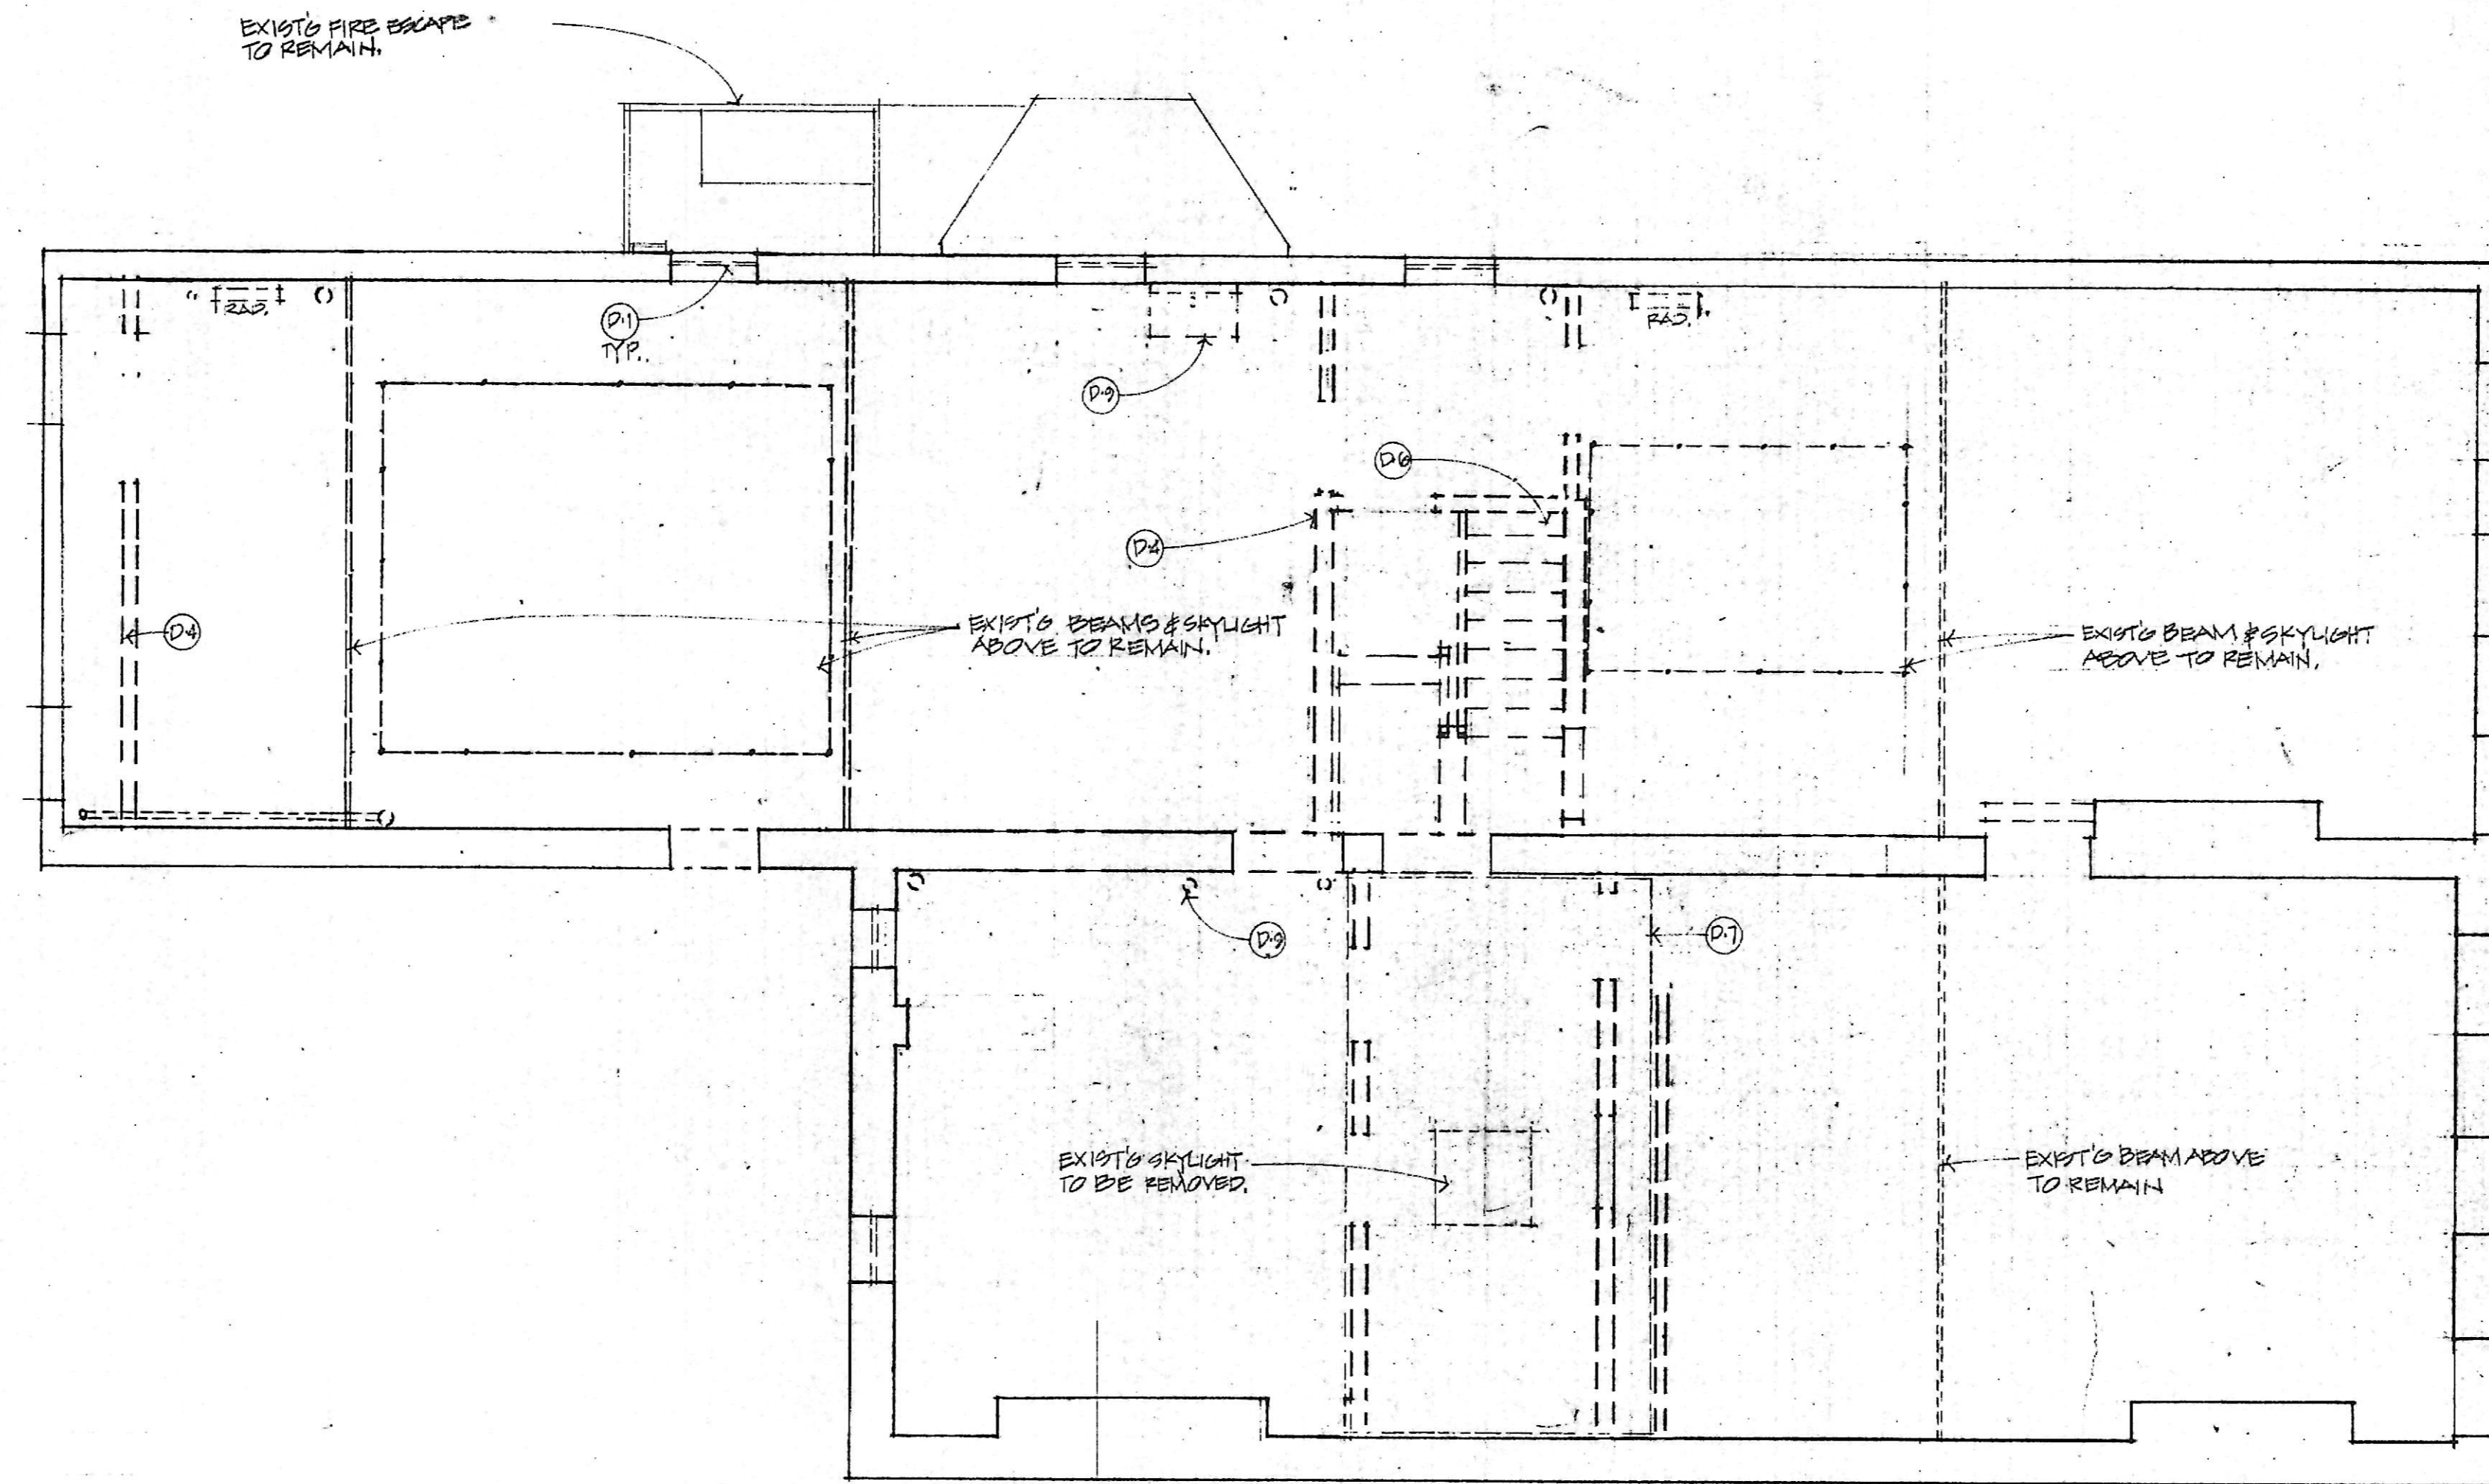 EXIST'G FIRE ESCAPE
TO REMAIN.
RAD.
D·1
TYP.
RAD.
D·9
D·6
D·4
D·4
EXIST'G BEAMS & SKYLIGHT
ABOVE TO REMAIN.
EXIST'G BEAM & SKYLIGHT
ABOVE TO REMAIN.
D·9
D·7
EXIST'G SKYLIGHT
TO BE REMOVED.
EXIST'G BEAM ABOVE
TO REMAIN